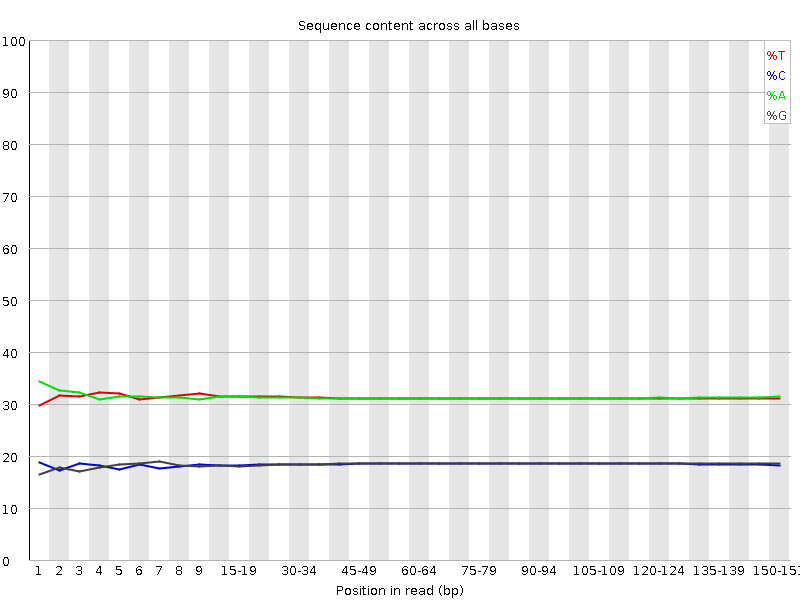 Sequence content across all bases
100
90
80
70
60
50
40
30
20
10
0
%T
%C
%A
%G
1 2 3 4 5 6 7 8 9 15-19 30-34 45-49 60-64 75-79 90-94 105-109 120-124 135-139 150-151
Position in read (bp)